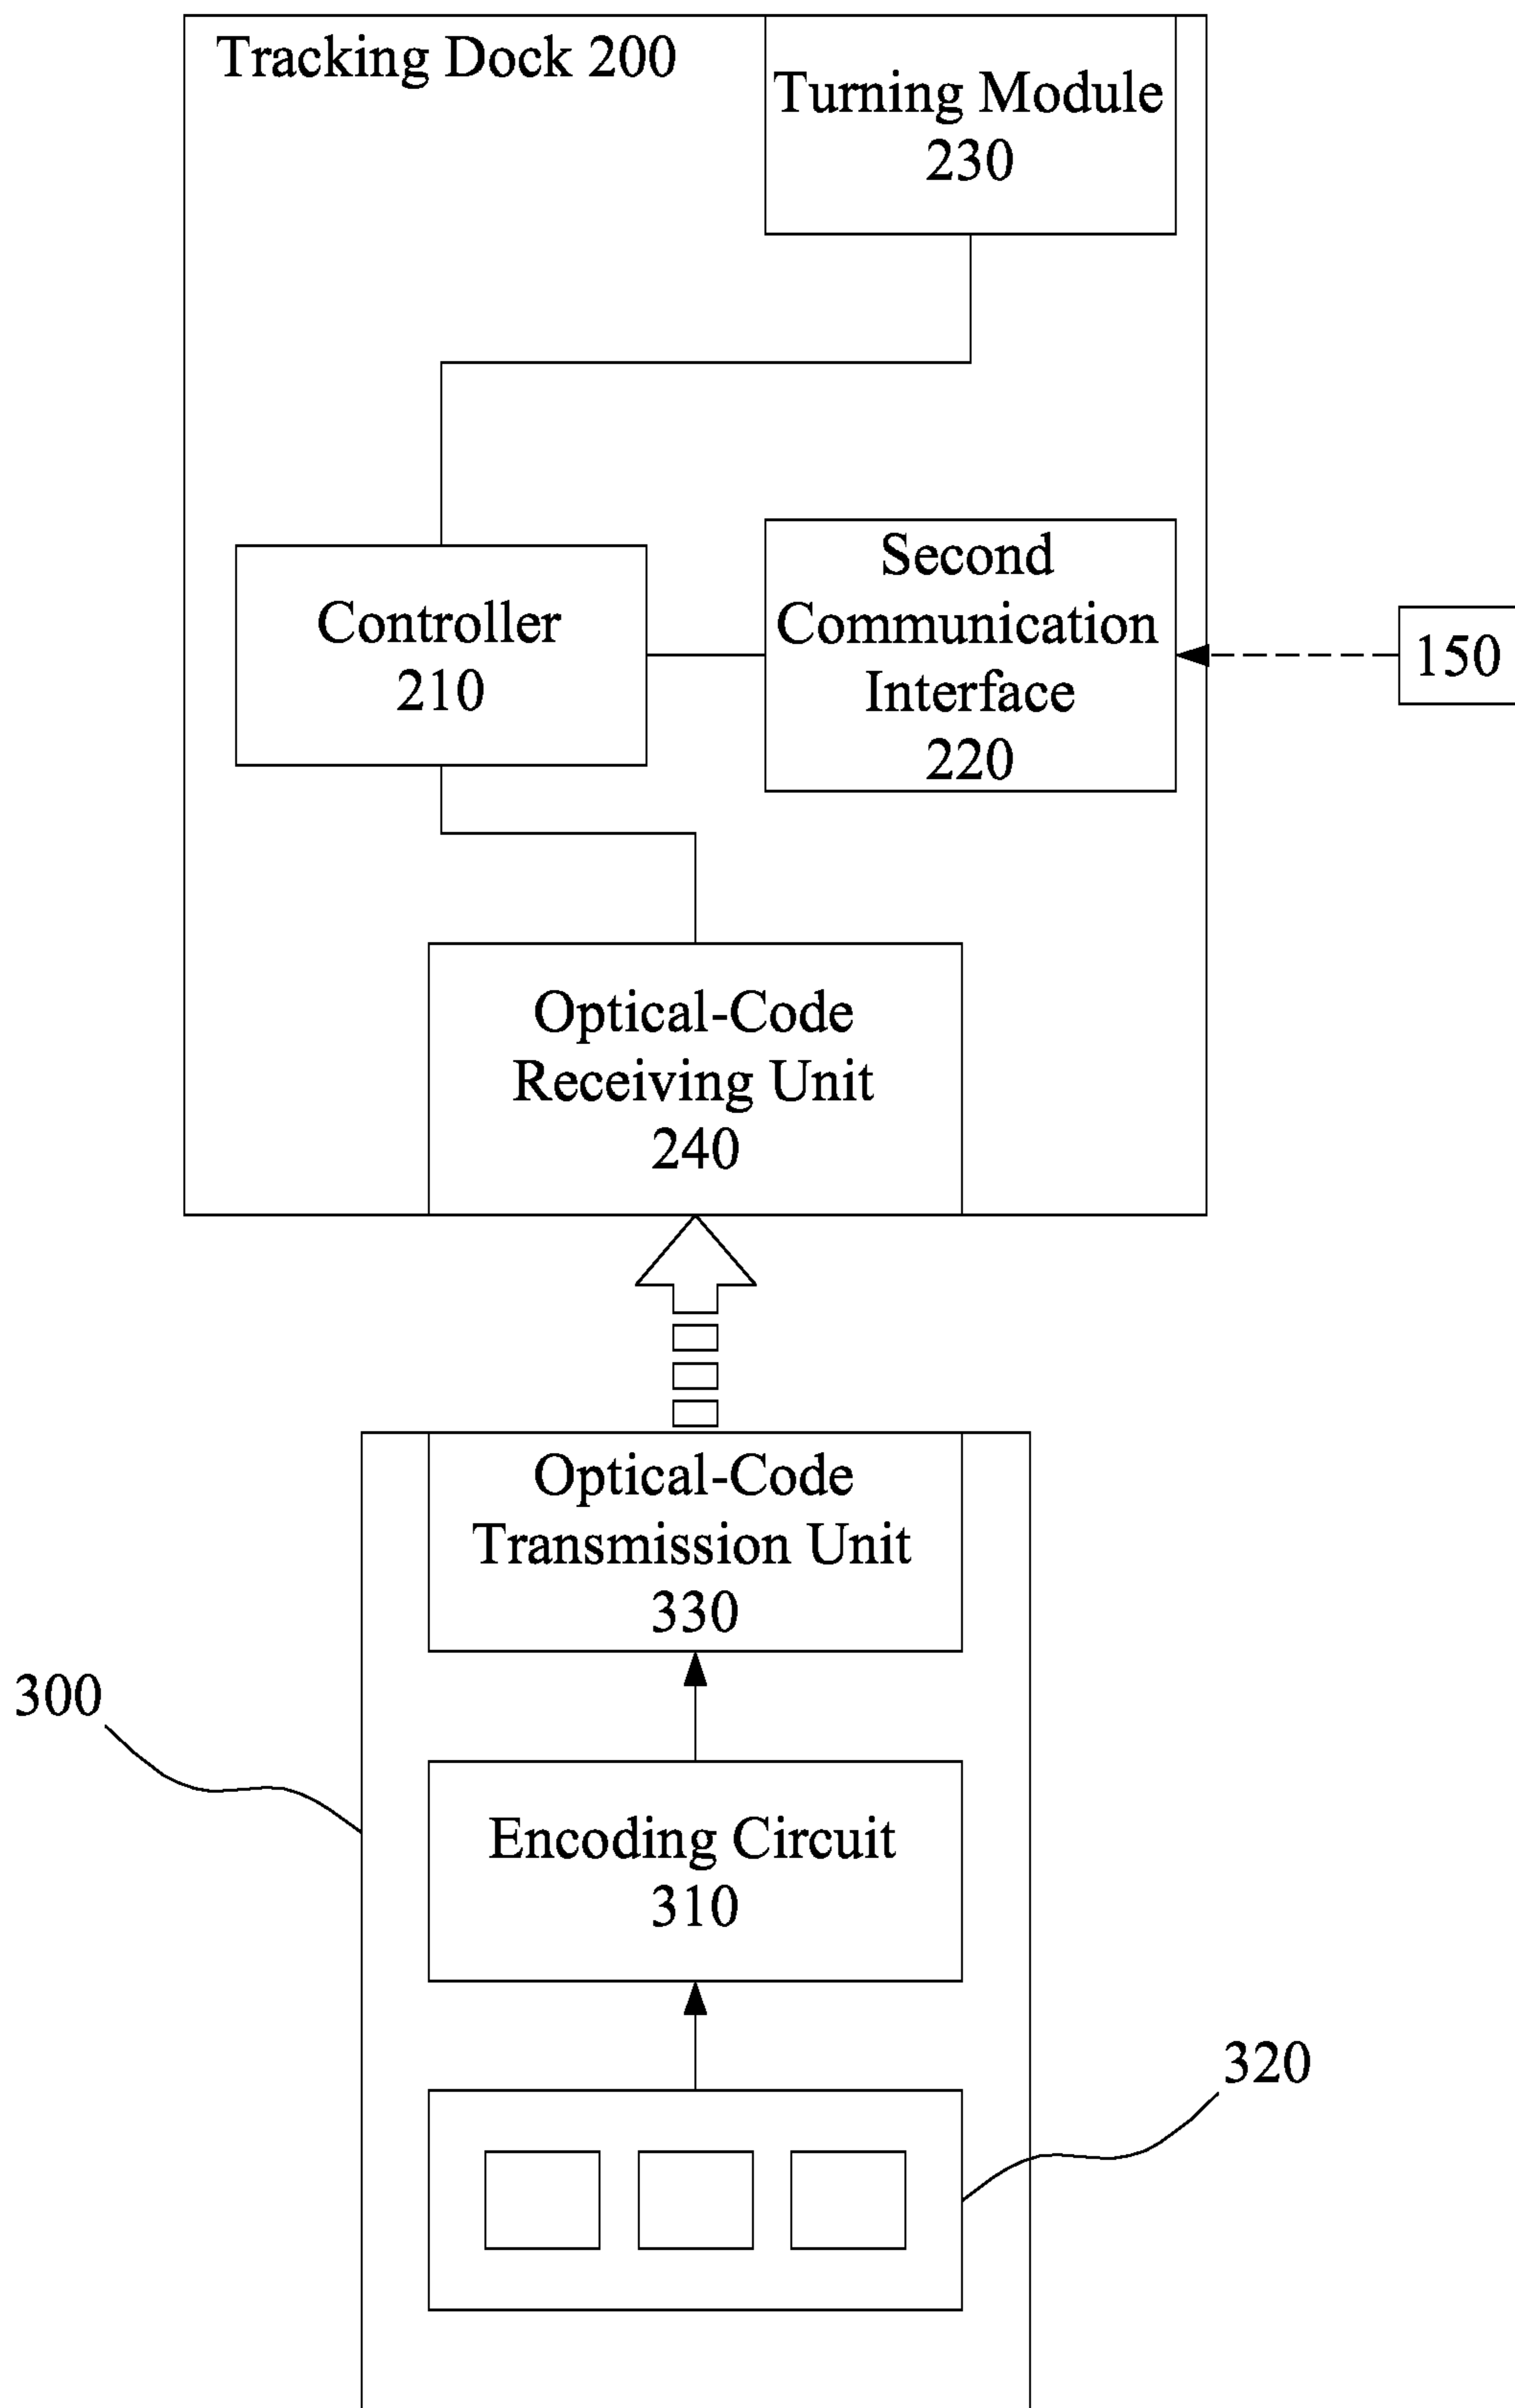 Tracking Dock 200
Turning Module
230
Controller
210
Second
Communication
Interface
220
150
Optical-Code
Receiving Unit
240
Optical-Code
Transmission Unit
330
300
Encoding Circuit
310
320